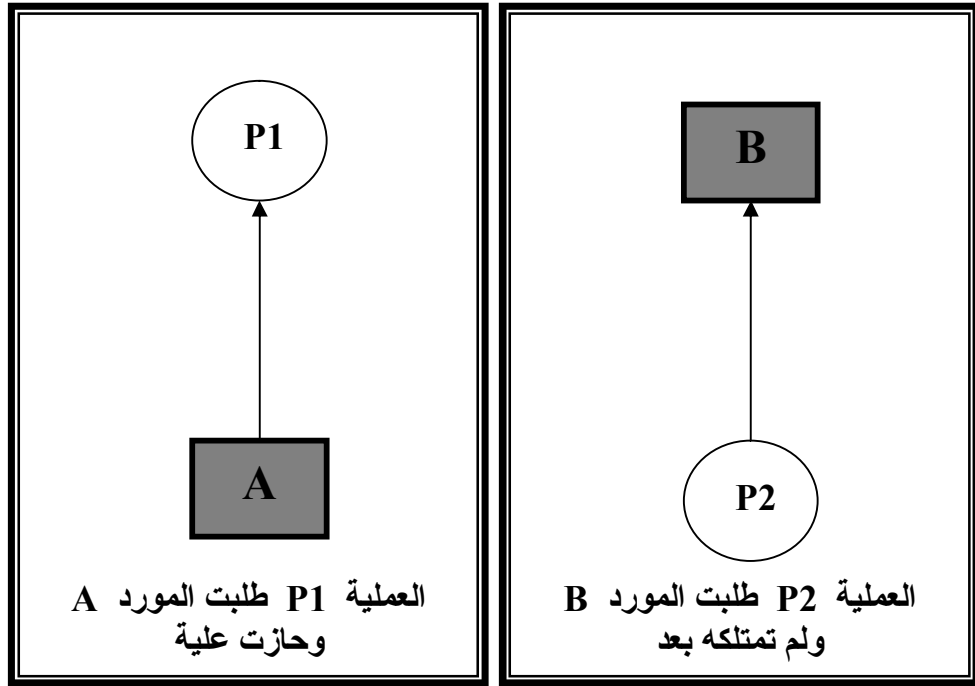 P1
A
العملية P1 طلبت المورد A
وحازت علية
B
P2
العملية P2 طلبت المورد B
ولم تمتلكه بعد